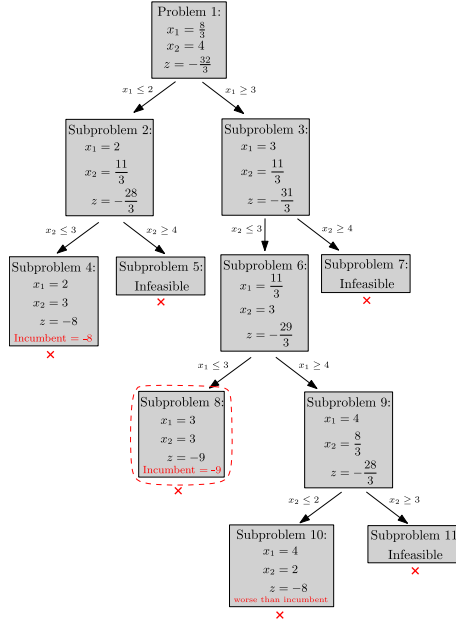 Problem 1:
x₁ = 8/3
x₂ = 4
z = −32/3
x₁ ≤ 2
x₁ ≥ 3
Subproblem 2:
x₁ = 2
x₂ = 11/3
z = −28/3
Subproblem 3:
x₁ = 3
x₂ = 11/3
z = −31/3
x₂ ≤ 3
x₂ ≥ 4
x₂ ≤ 3
x₂ ≥ 4
Subproblem 4:
x₁ = 2
x₂ = 3
z = −8
Incumbent = -8
Subproblem 5:
Infeasible
Subproblem 6:
x₁ = 11/3
x₂ = 3
z = −29/3
Subproblem 7:
Infeasible
x₁ ≤ 3
x₁ ≥ 4
Subproblem 8:
x₁ = 3
x₂ = 3
z = −9
Incumbent = -9
Subproblem 9:
x₁ = 4
x₂ = 8/3
z = −28/3
x₂ ≤ 2
x₂ ≥ 3
Subproblem 10:
x₁ = 4
x₂ = 2
z = −8
worse than incumbent
Subproblem 11:
Infeasible